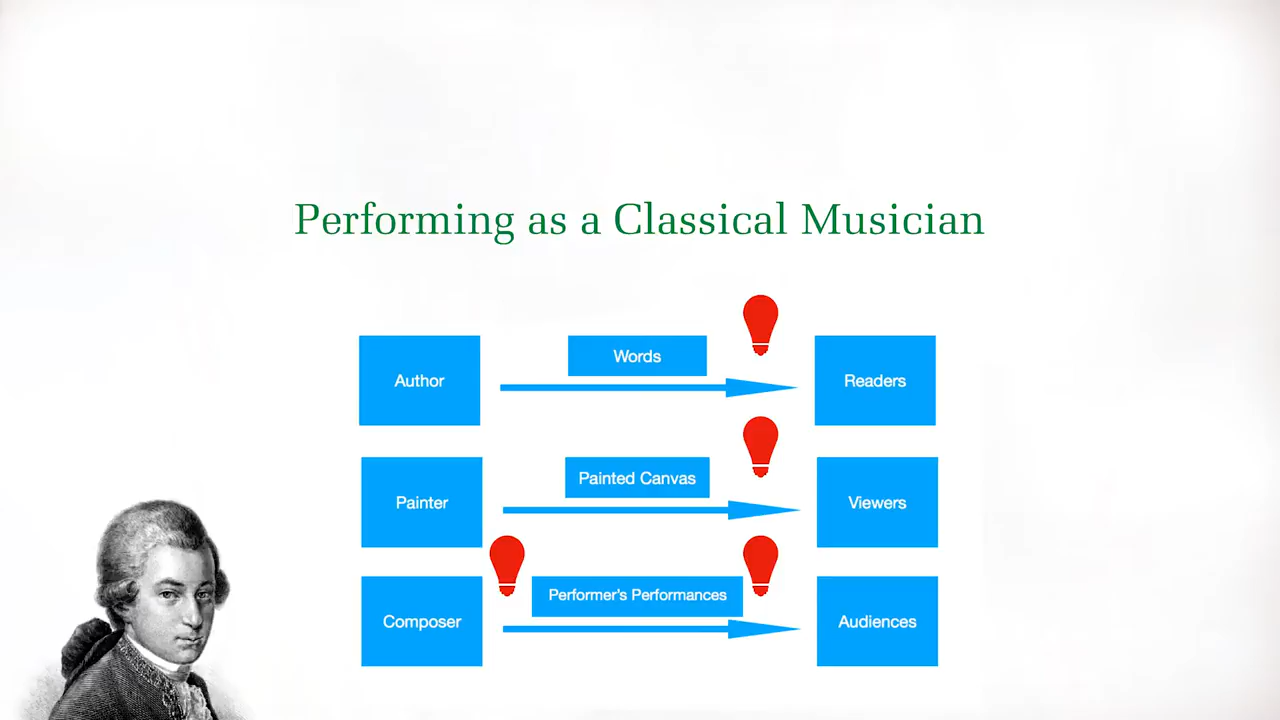 Performing as a Classical Musician
Author
Words
Readers
Painter
Painted Canvas
Viewers
Composer
Performer's Performances
Audiences